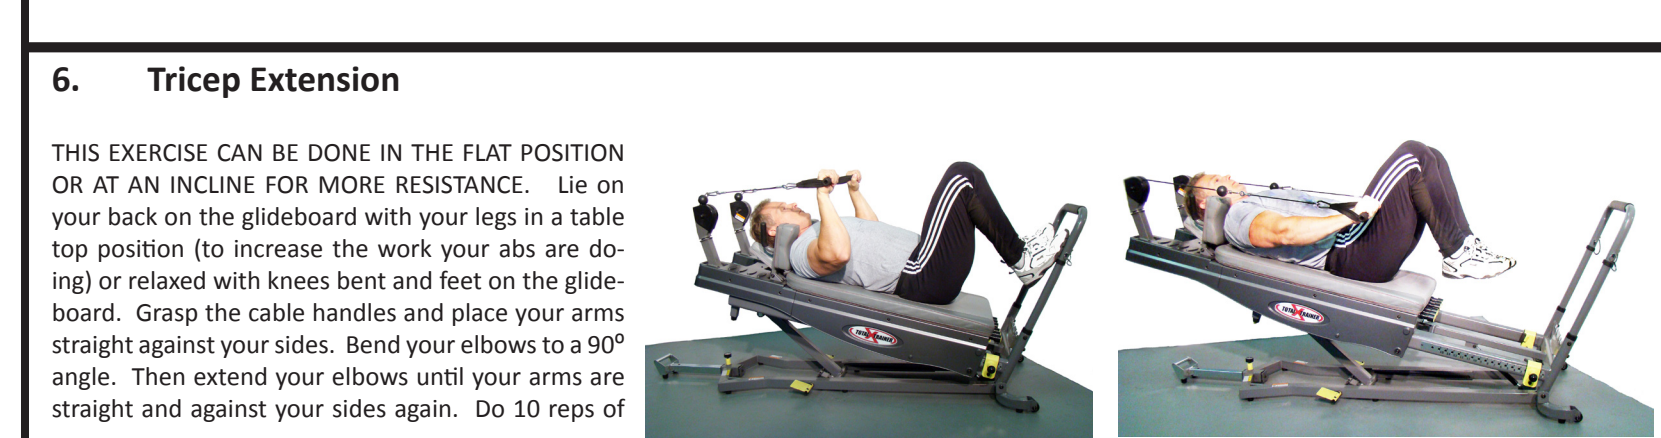 6. Tricep Extension
THIS EXERCISE CAN BE DONE IN THE FLAT POSITION
OR AT AN INCLINE FOR MORE RESISTANCE. Lie on
your back on the glideboard with your legs in a table
top position (to increase the work your abs are do-
ing) or relaxed with knees bent and feet on the glide-
board. Grasp the cable handles and place your arms
straight against your sides. Bend your elbows to a 90º
angle. Then extend your elbows until your arms are
straight and against your sides again. Do 10 reps of
TOTAL TRAINER
TOTAL TRAINER